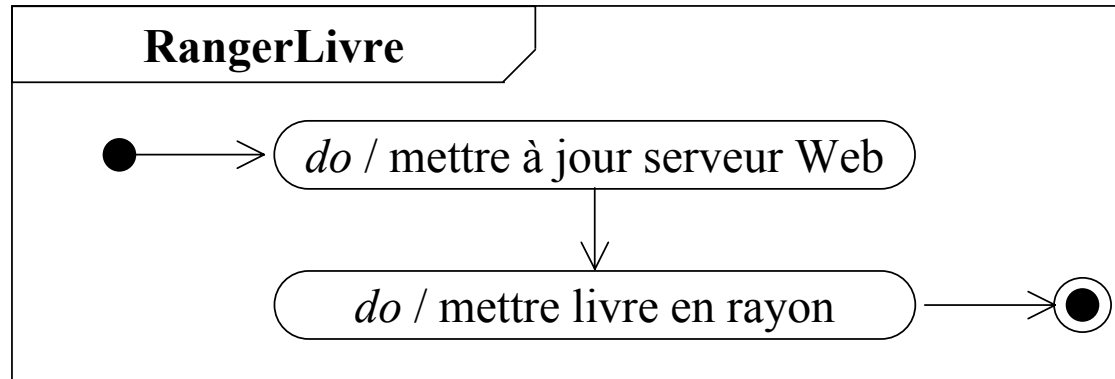 RangerLivre
do / mettre à jour serveur Web
do / mettre livre en rayon